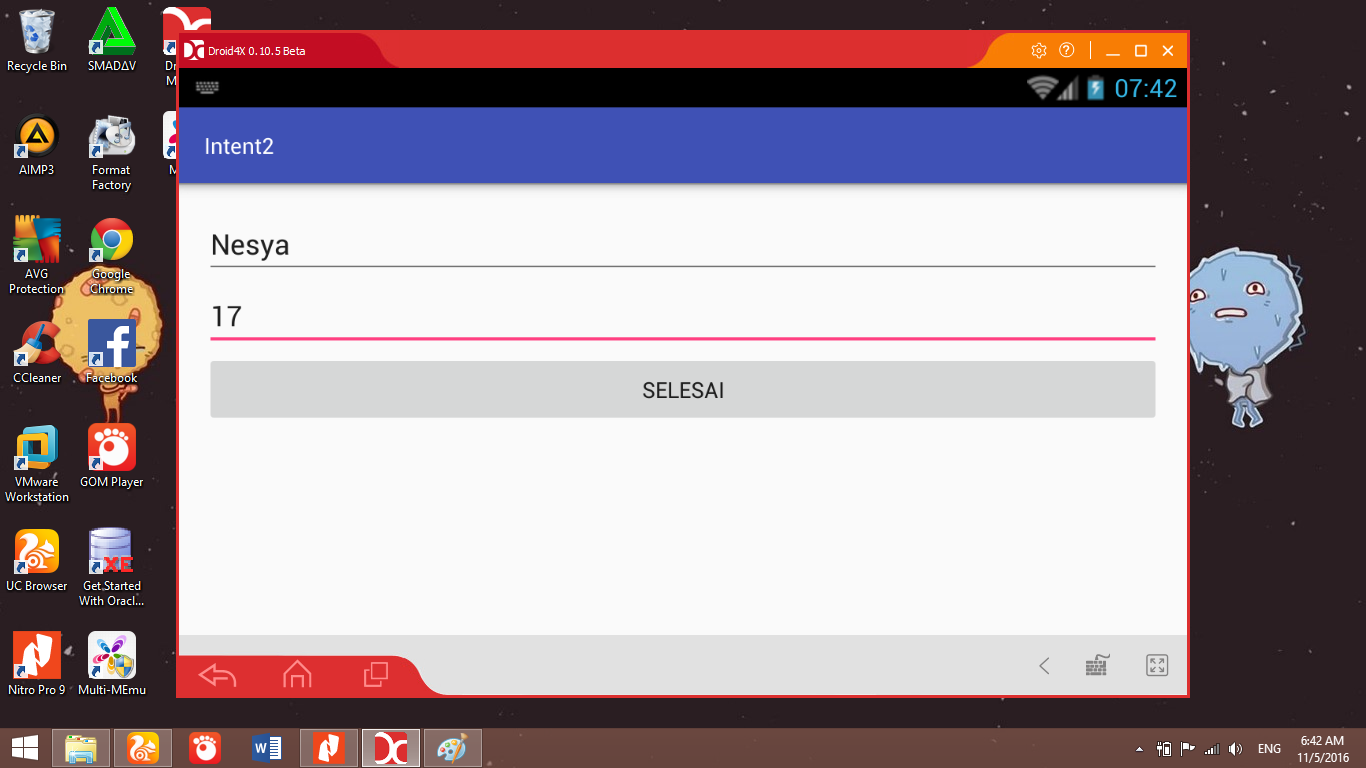 Recycle Bin
SMADΔV
Dr
M
AIMP3
Format
Factory
M
AVG
Protection
Google
Chrome
CCleaner
Facebook
VMware
Workstation
GOM Player
UC Browser
Get Started
With Oracl...
XE
Nitro Pro 9
Multi-MEmu
Droid4X 0.10.5 Beta
07:42
Intent2
Nesya
17
SELESAI
ENG
6:42 AM
11/5/2016